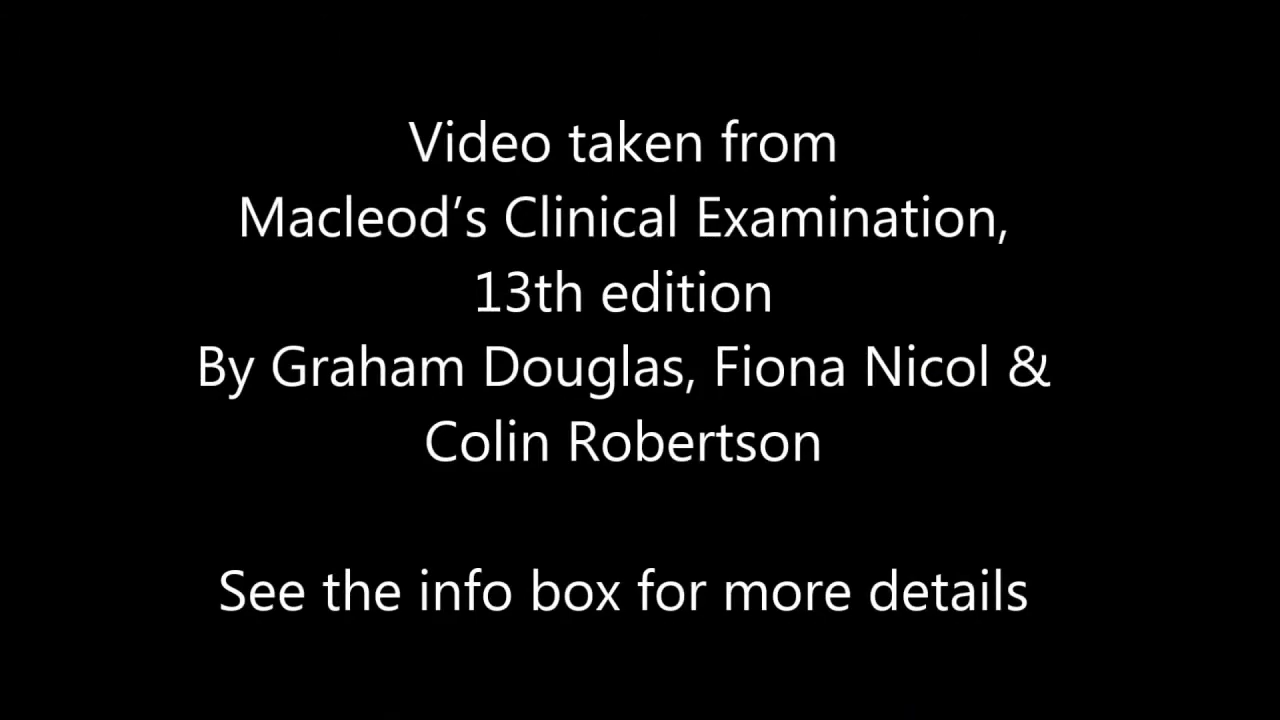 Video taken from
Macleod’s Clinical Examination,
13th edition
By Graham Douglas, Fiona Nicol &
Colin Robertson
See the info box for more details